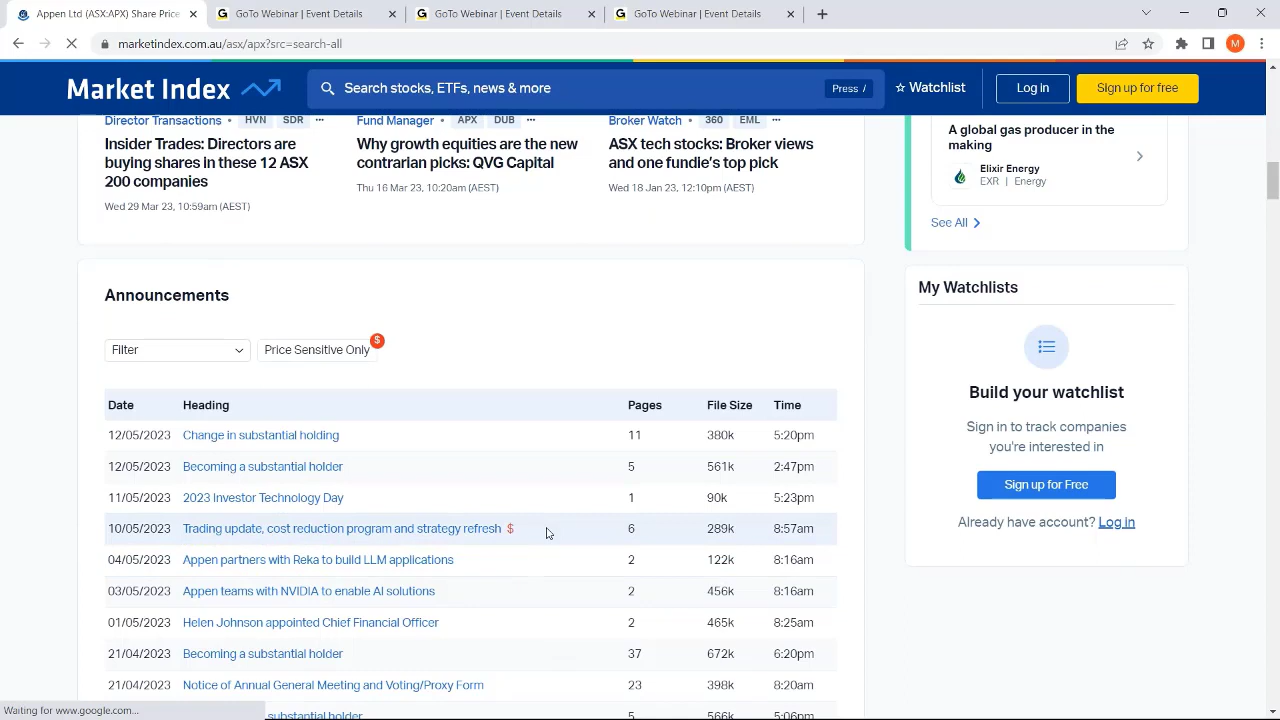 Appen Ltd (ASX:APX) Share Price
GoTo Webinar | Event Details
GoTo Webinar | Event Details
GoTo Webinar | Event Details
marketindex.com.au/asx/apx?src=search-all
M
Market Index
Search stocks, ETFs, news & more
Press /
Watchlist
Log in
Sign up for free
Director Transactions • HVN SDR ...
Insider Trades: Directors are
buying shares in these 12 ASX
200 companies
Wed 29 Mar 23, 10:59am (AEST)
Fund Manager • APX DUB ...
Why growth equities are the new
contrarian picks: QVG Capital
Thu 16 Mar 23, 10:20am (AEST)
Broker Watch • 360 EML ...
ASX tech stocks: Broker views
and one fundie's top pick
Wed 18 Jan 23, 12:10pm (AEST)
A global gas producer in the
making
Elixir Energy
EXR | Energy
See All
Announcements
Filter
Price Sensitive Only
$
Date Heading Pages File Size Time
12/05/2023 Change in substantial holding 11 380k 5:20pm
12/05/2023 Becoming a substantial holder 5 561k 2:47pm
11/05/2023 2023 Investor Technology Day 1 90k 5:23pm
10/05/2023 Trading update, cost reduction program and strategy refresh $ 6 289k 8:57am
04/05/2023 Appen partners with Reka to build LLM applications 2 122k 8:16am
03/05/2023 Appen teams with NVIDIA to enable AI solutions 2 456k 8:16am
01/05/2023 Helen Johnson appointed Chief Financial Officer 2 465k 8:25am
21/04/2023 Becoming a substantial holder 37 672k 6:20pm
21/04/2023 Notice of Annual General Meeting and Voting/Proxy Form 23 398k 8:20am
substantial holder 5 566k 5:06pm
My Watchlists
Build your watchlist
Sign in to track companies
you're interested in
Sign up for Free
Already have account? Log in
Waiting for www.google.com...